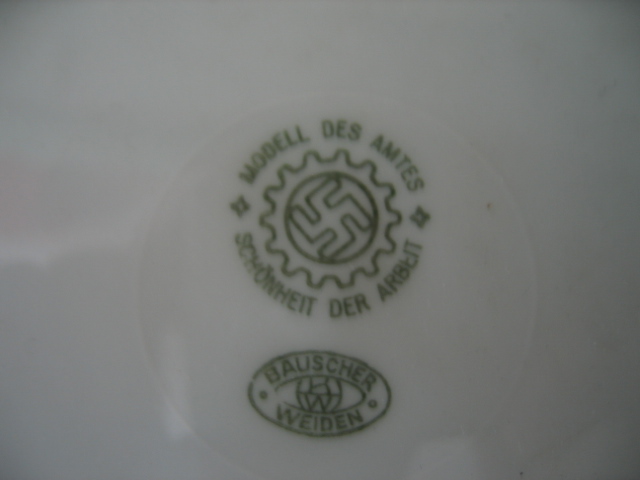 MODELL DES AMTES
SCHÖNHEIT DER ARBEIT
BAUSCHER
WEIDEN